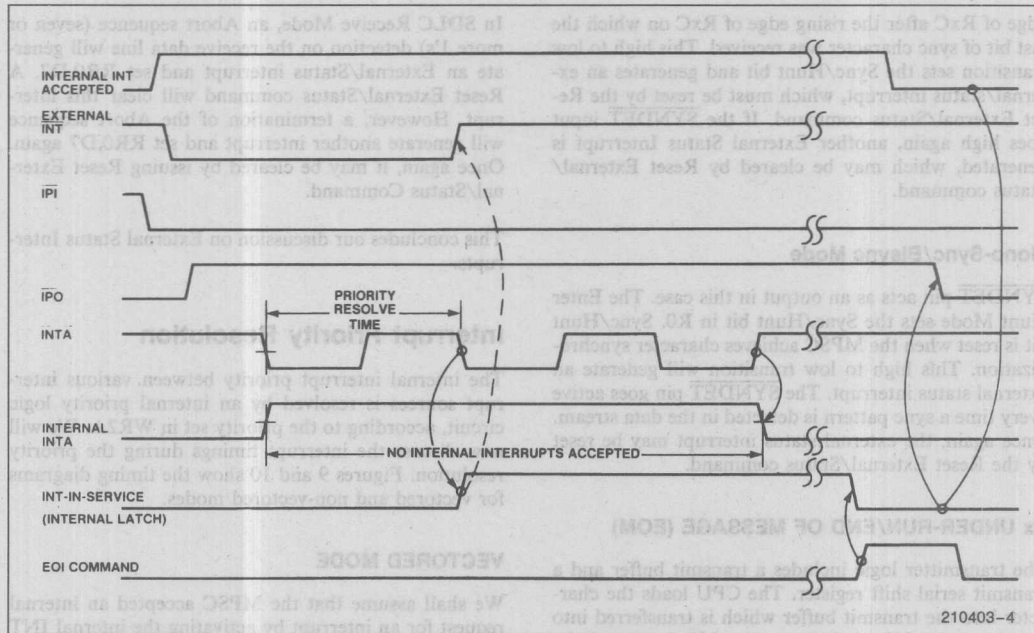 INTERNAL INT
ACCEPTED
EXTERNAL
INT
IPI
IPO
PRIORITY
RESOLVE
TIME
INTA
INTERNAL
INTA
NO INTERNAL INTERRUPTS ACCEPTED
INT-IN-SERVICE
(INTERNAL LATCH)
EOI COMMAND
210403-4
In SDLC Receive Mode, an Abort sequence (seven or
more 1's) detection on the receive data line will gener-
ate an External/Status interrupt and set RR0,D7. A
Reset External/Status command will clear this inter-
rupt. However, a termination of the Abort sequence
will generate another interrupt and set RR0,D7 again.
Once again, it may be cleared by issuing Reset Exter-
nal/Status Command.
This concludes our discussion on External Status Inter-
rupts.
Interrupt Priority Resolution
The internal interrupt priority between various inter-
rupt sources is resolved by an internal priority logic
circuit, according to the priority set in WR2.
will
the interrupt timings during the priority
resolution. Figures 9 and 10 show the timing diagrams
for vectored and non-vectored modes.
VECTORED MODE
We shall assume that the MPSC accepted an internal
request for an interrupt by activating the internal INT
edge of RxC after the rising edge of RxC on which the
last bit of sync character was received. This high to low
transition sets the Sync/Hunt bit and generates an ex-
ternal/status interrupt, which must be reset by the Re-
set External/Status command. If the SYNDET input
goes high again, another External Status Interrupt is
generated, which may be cleared by Reset External/
Status command.
Mono-Sync/Bisync Mode
SYNDET pin acts as an output in this case. The Enter
Hunt Mode sets the Sync/Hunt bit in R0. Sync/Hunt
bit is reset when the MPSC achieves character synchro-
nization. This high to low transition will generate an
external status interrupt. The SYNDET pin goes active
every time a sync pattern is detected in the data stream.
Once again, the external status interrupt may be reset
by the Reset External/Status command.
Tx UNDER-RUN/END OF MESSAGE (EOM)
The transmitter logic includes a transmit buffer and a
transmit serial shift register. The CPU loads the char-
the transmit buffer which is transferred into